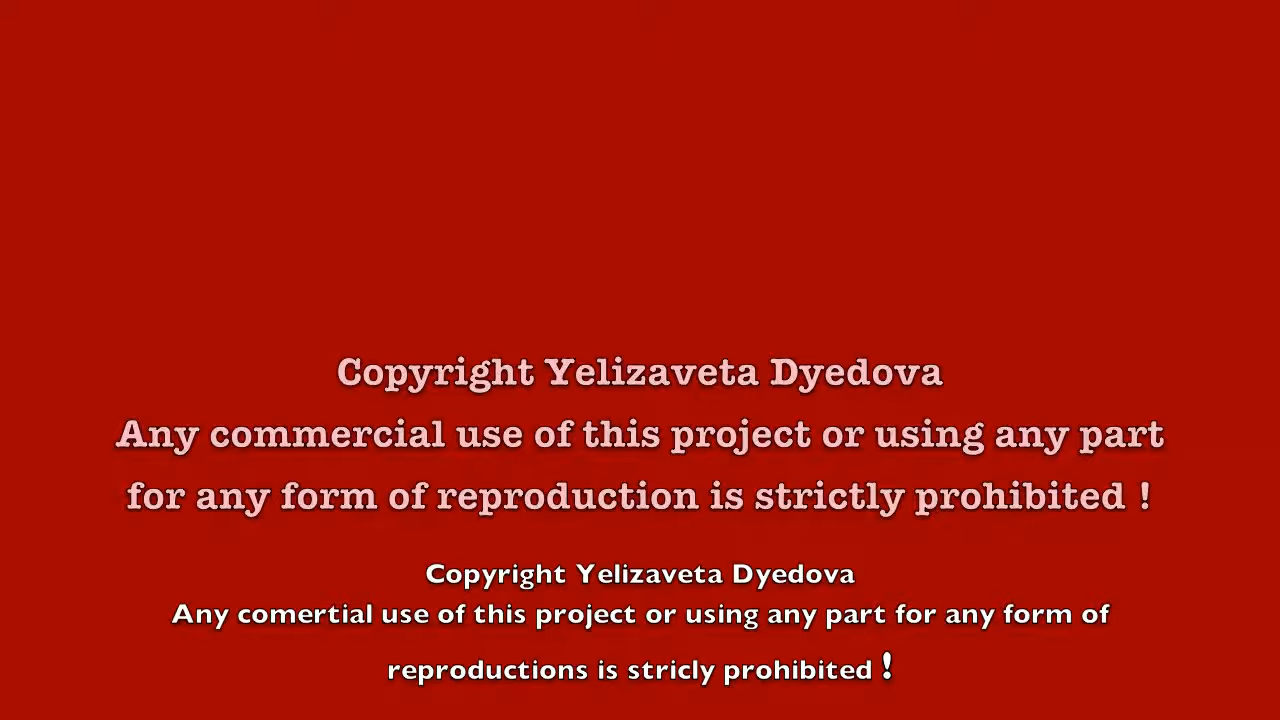 Copyright Yelizaveta Dyedova
Any commercial use of this project or using any part
for any form of reproduction is strictly prohibited !
Copyright Yelizaveta Dyedova
Any comertial use of this project or using any part for any form of
reproductions is stricly prohibited !